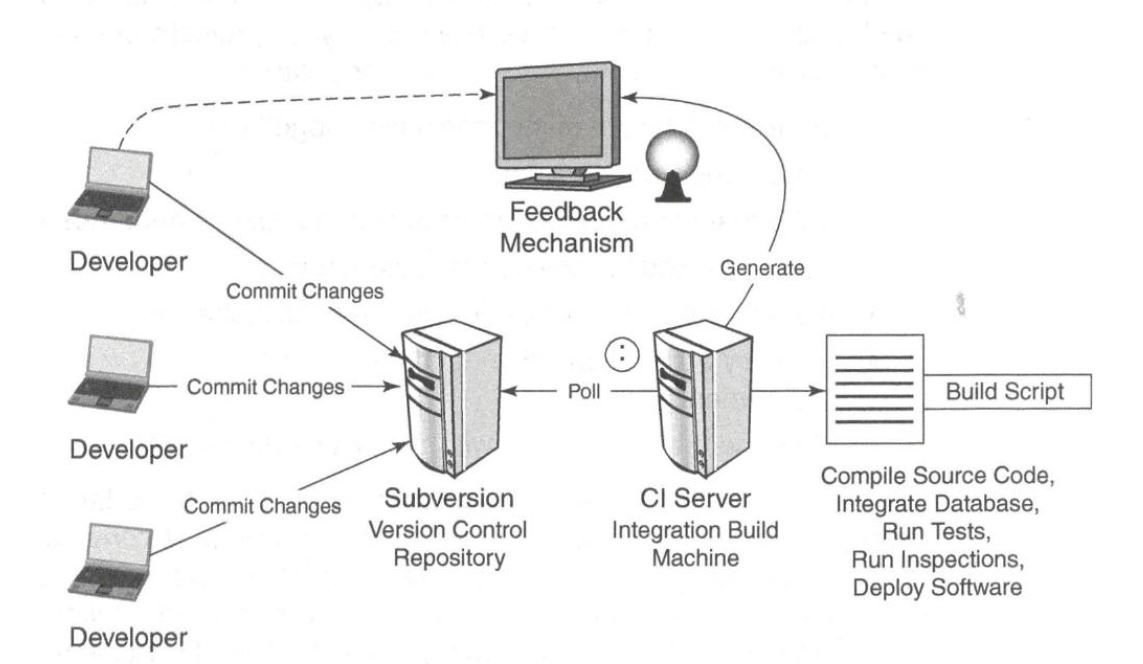 Feedback
Mechanism
Developer
Generate
Commit Changes
Commit Changes
Poll
Build Script
Developer
Commit Changes
Subversion
Version Control
Repository
CI Server
Integration Build
Machine
Compile Source Code,
Integrate Database,
Run Tests,
Run Inspections,
Deploy Software
Developer